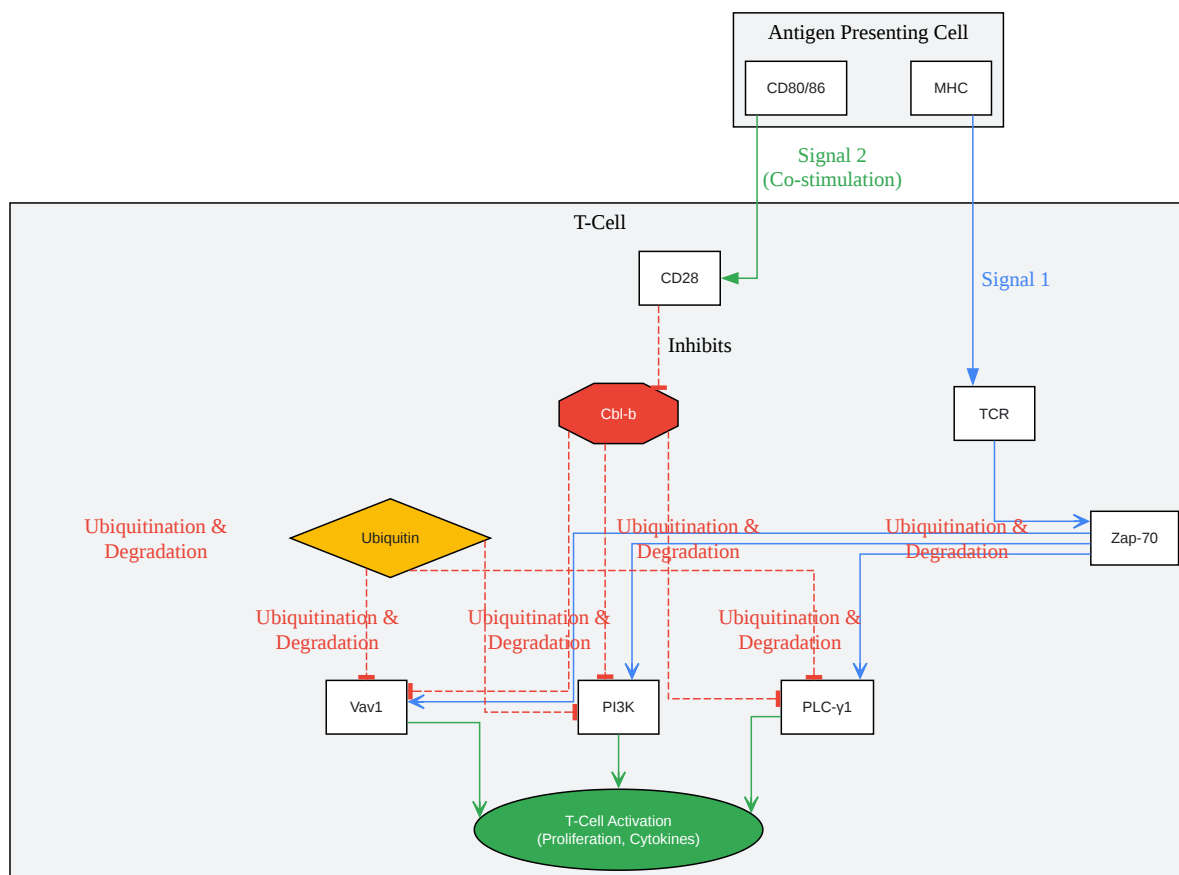 Antigen Presenting Cell
CD80/86
MHC
Signal 2
(Co-stimulation)
T-Cell
CD28
Signal 1
Inhibits
Cbl-b
TCR
Ubiquitination &
Degradation
Ubiquitin
Ubiquitination &
Degradation
Ubiquitination &
Degradation
Zap-70
Ubiquitination &
Degradation
Ubiquitination &
Degradation
Ubiquitination &
Degradation
Vav1
PI3K
PLC-γ1
T-Cell Activation
(Proliferation, Cytokines)